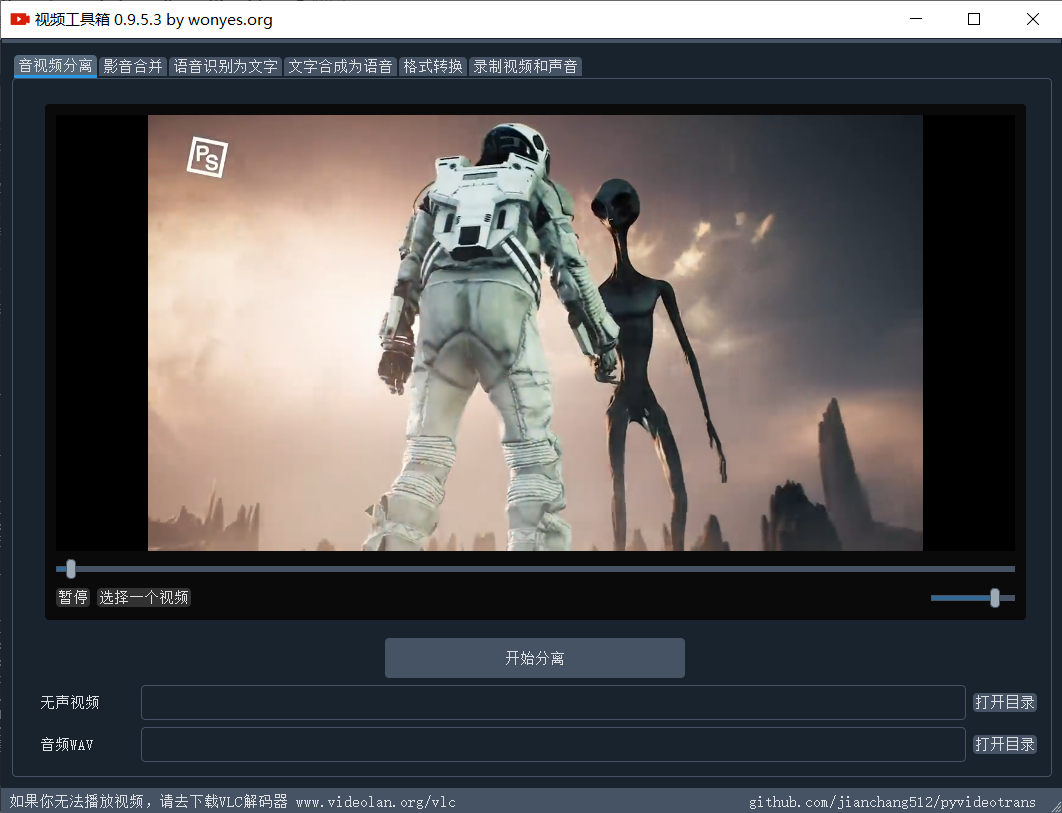 视频工具箱 0.9.5.3 by wonyes.org
音视频分离 影音合并 语音识别为文字 文字合成为语音 格式转换 录制视频和声音
PS
暂停 选择一个视频
开始分离
无声视频 打开目录
音频WAV 打开目录
如果你无法播放视频，请去下载VLC解码器 www.videolan.org/vlc github.com/jianchang512/pyvideotrans